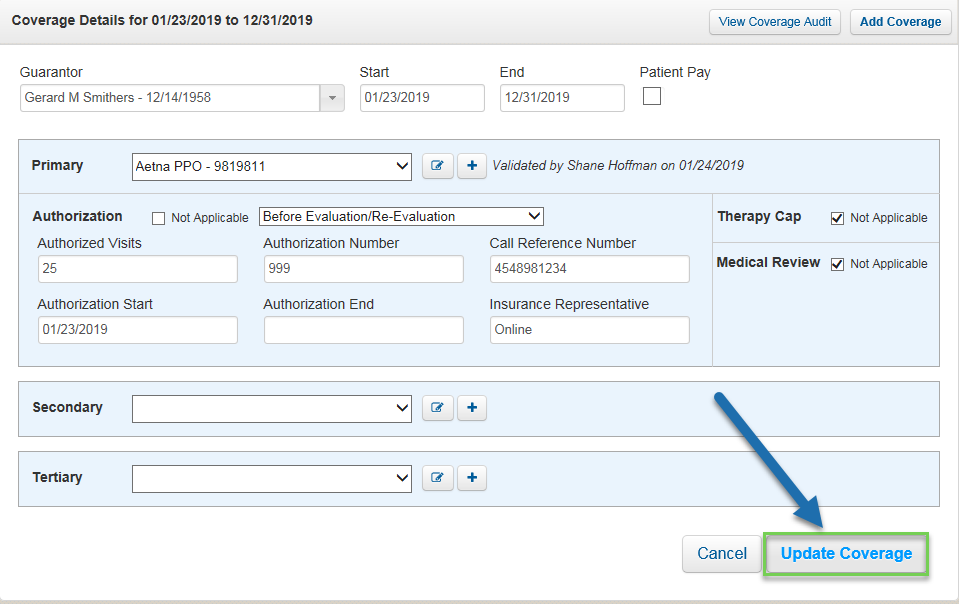 Coverage Details for 01/23/2019 to 12/31/2019 View Coverage Audit Add Coverage
Guarantor Start End Patient Pay
Gerard M Smithers - 12/14/1958 01/23/2019 12/31/2019
Primary Aetna PPO - 9819811 Validated by Shane Hoffman on 01/24/2019
Authorization Not Applicable Before Evaluation/Re-Evaluation Therapy Cap Not Applicable
Authorized Visits Authorization Number Call Reference Number
Medical Review Not Applicable
25 999 4548981234
Authorization Start Authorization End Insurance Representative
01/23/2019 Online
Secondary
Tertiary
Cancel Update Coverage